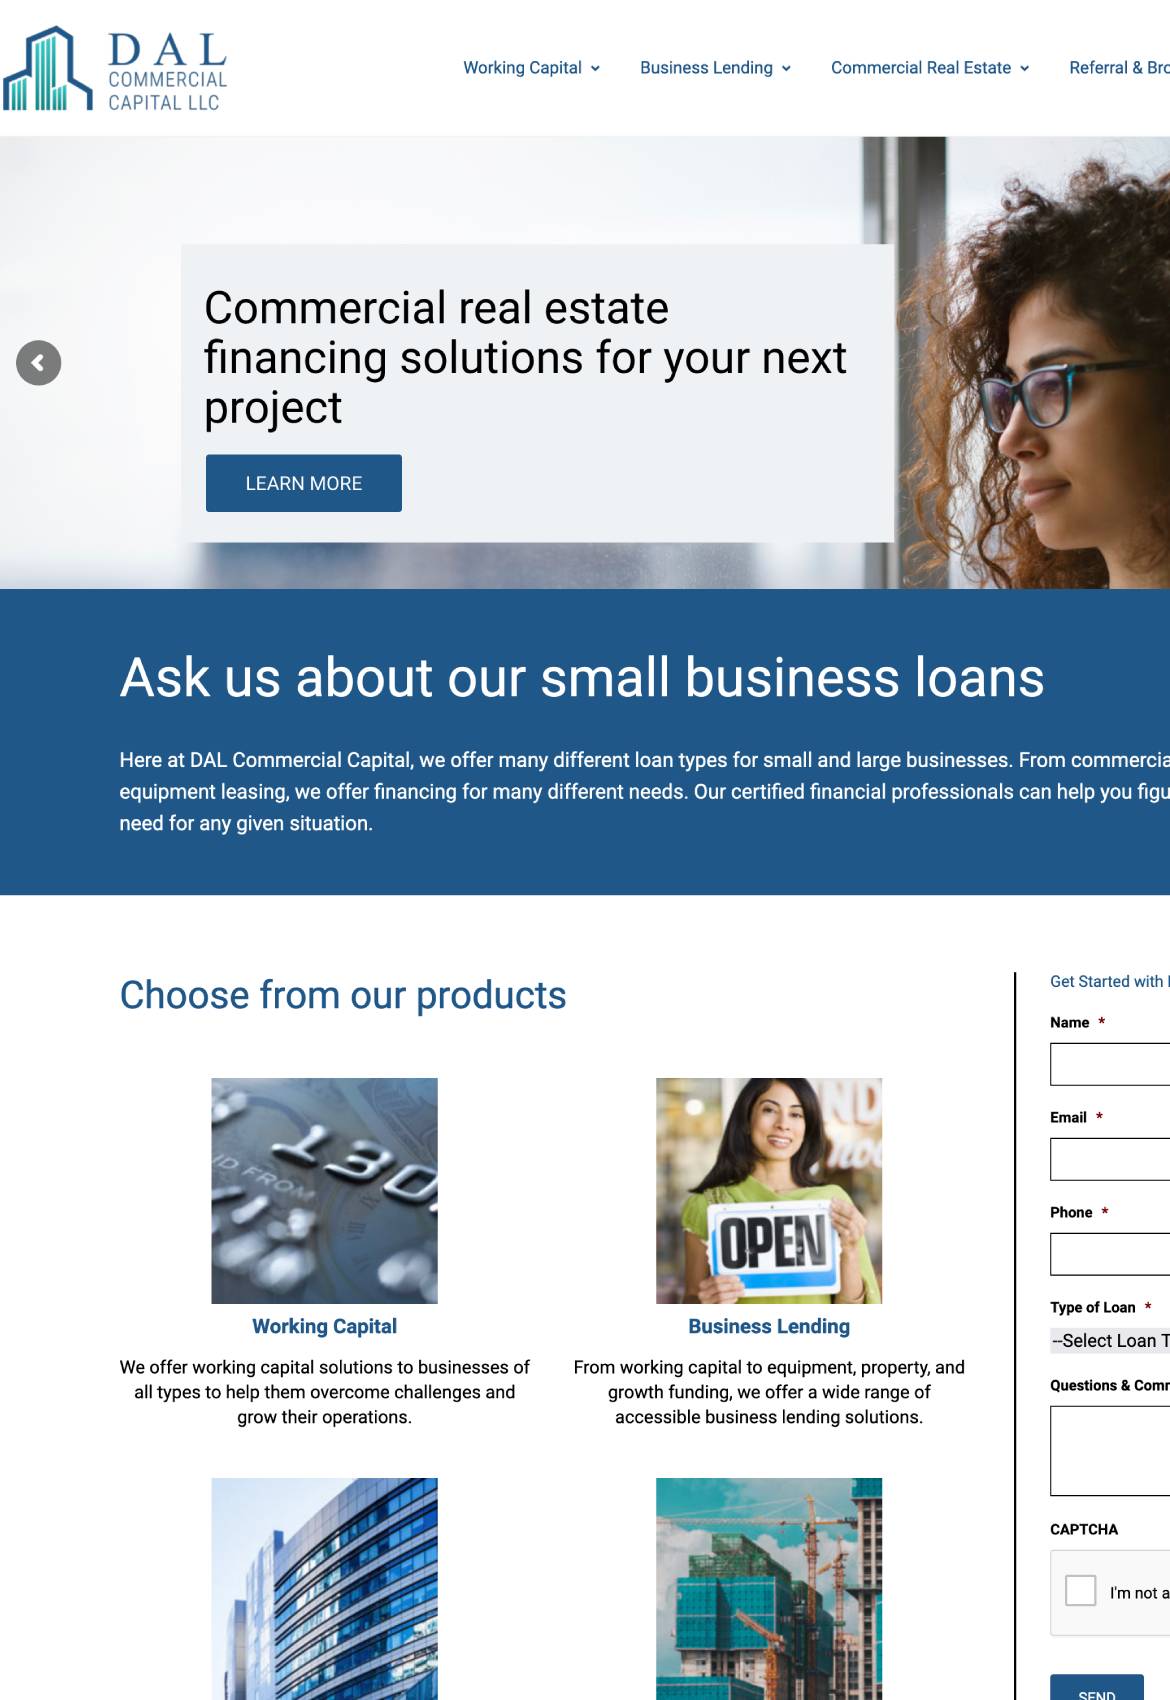 DAL
COMMERCIAL
CAPITAL LLC
Working Capital
Business Lending
Commercial Real Estate
Referral & Bro
Commercial real estate
financing solutions for your next
project
LEARN MORE
Ask us about our small business loans
Here at DAL Commercial Capital, we offer many different loan types for small and large businesses. From commercia
equipment leasing, we offer financing for many different needs. Our certified financial professionals can help you figu
need for any given situation.
Choose from our products
130
ID FROM
OPEN
Working Capital
We offer working capital solutions to businesses of
all types to help them overcome challenges and
grow their operations.
Business Lending
From working capital to equipment, property, and
growth funding, we offer a wide range of
accessible business lending solutions.
Get Started with
Name *
Email *
Phone *
Type of Loan *
--Select Loan T
Questions & Comm
CAPTCHA
I'm not a
SEND